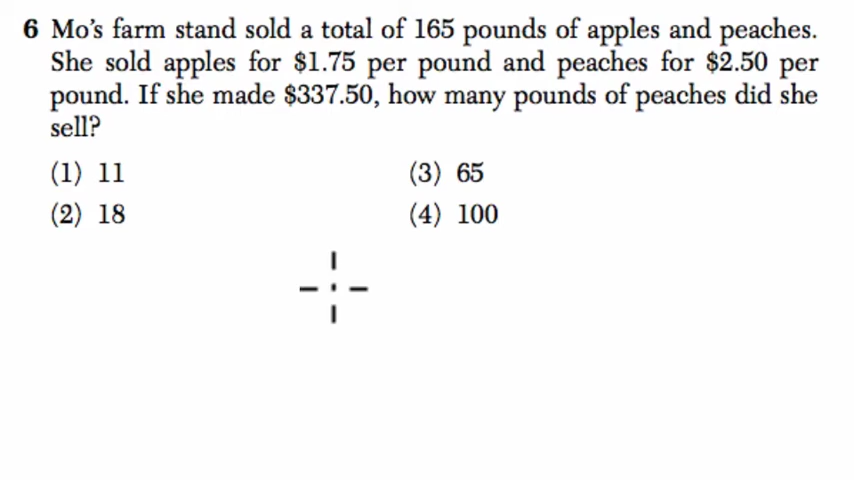 6 Mo's farm stand sold a total of 165 pounds of apples and peaches.
She sold apples for $1.75 per pound and peaches for $2.50 per
pound. If she made $337.50, how many pounds of peaches did she
sell?
(1) 11 (3) 65
(2) 18 (4) 100